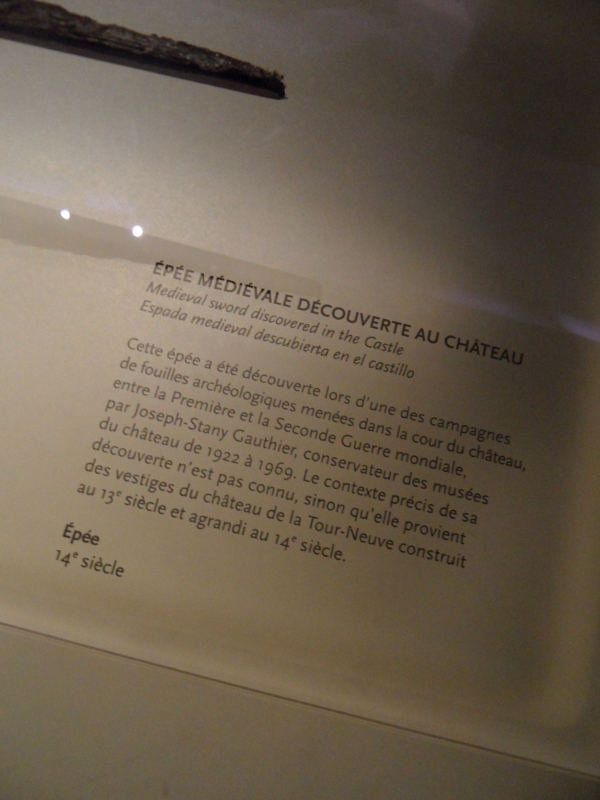 ÉPÉE MÉDIÉVALE DÉCOUVERTE AU CHÂTEAU
Medieval sword discovered in the Castle
Espada medieval descubierta en el castillo
Cette épée a été découverte lors d'une des campagnes
de fouilles archéologiques menées dans la cour du château,
entre la Première et la Seconde Guerre mondiale,
par Joseph-Stany Gauthier, conservateur des musées
du château de 1922 à 1969. Le contexte précis de sa
découverte n'est pas connu, sinon qu'elle provient
des vestiges du château de la Tour-Neuve construit
au 13e siècle et agrandi au 14e siècle.
Épée
14e siècle